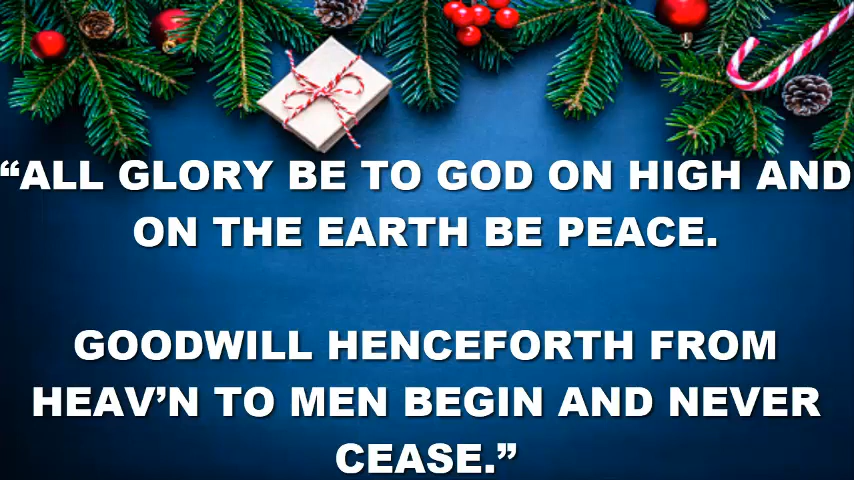 “ALL GLORY BE TO GOD ON HIGH AND
ON THE EARTH BE PEACE.
GOODWILL HENCEFORTH FROM
HEAV’N TO MEN BEGIN AND NEVER
CEASE.”